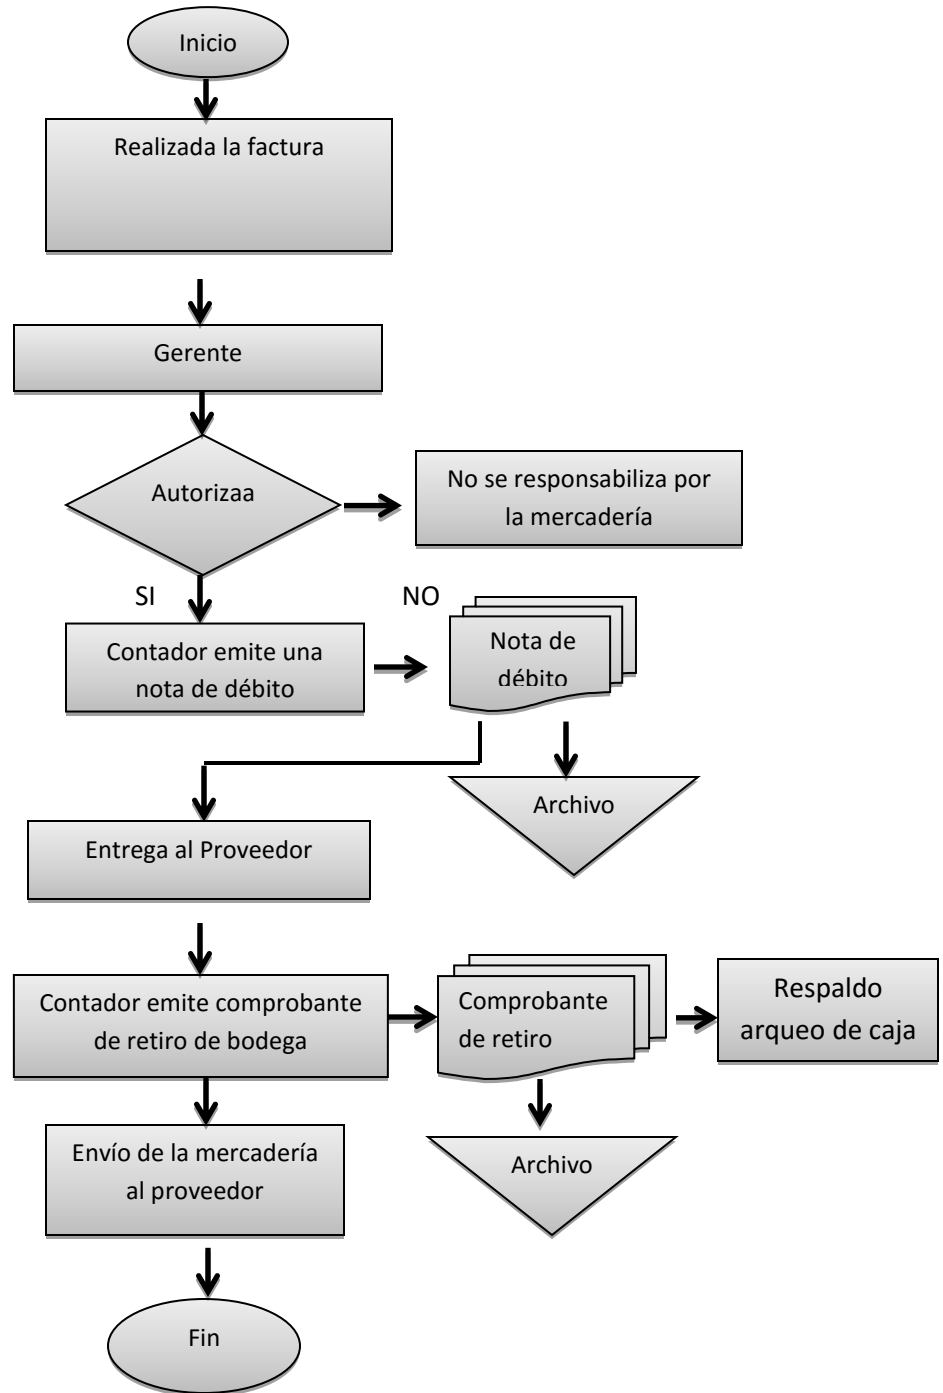 Inicio
Realizada la factura
Gerente
Autorizaa
No se responsabiliza por
la mercadería
SI
NO
Contador emite una
nota de débito
Nota de
débito
Archivo
Entrega al Proveedor
Contador emite comprobante
de retiro de bodega
Comprobante
de retiro
Respaldo
arqueo de caja
Envío de la mercadería
al proveedor
Archivo
Fin